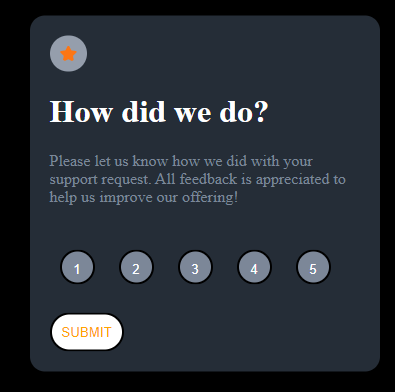 How did we do?
Please let us know how we did with your
support request. All feedback is appreciated to
help us improve our offering!
1 2 3 4 5
SUBMIT